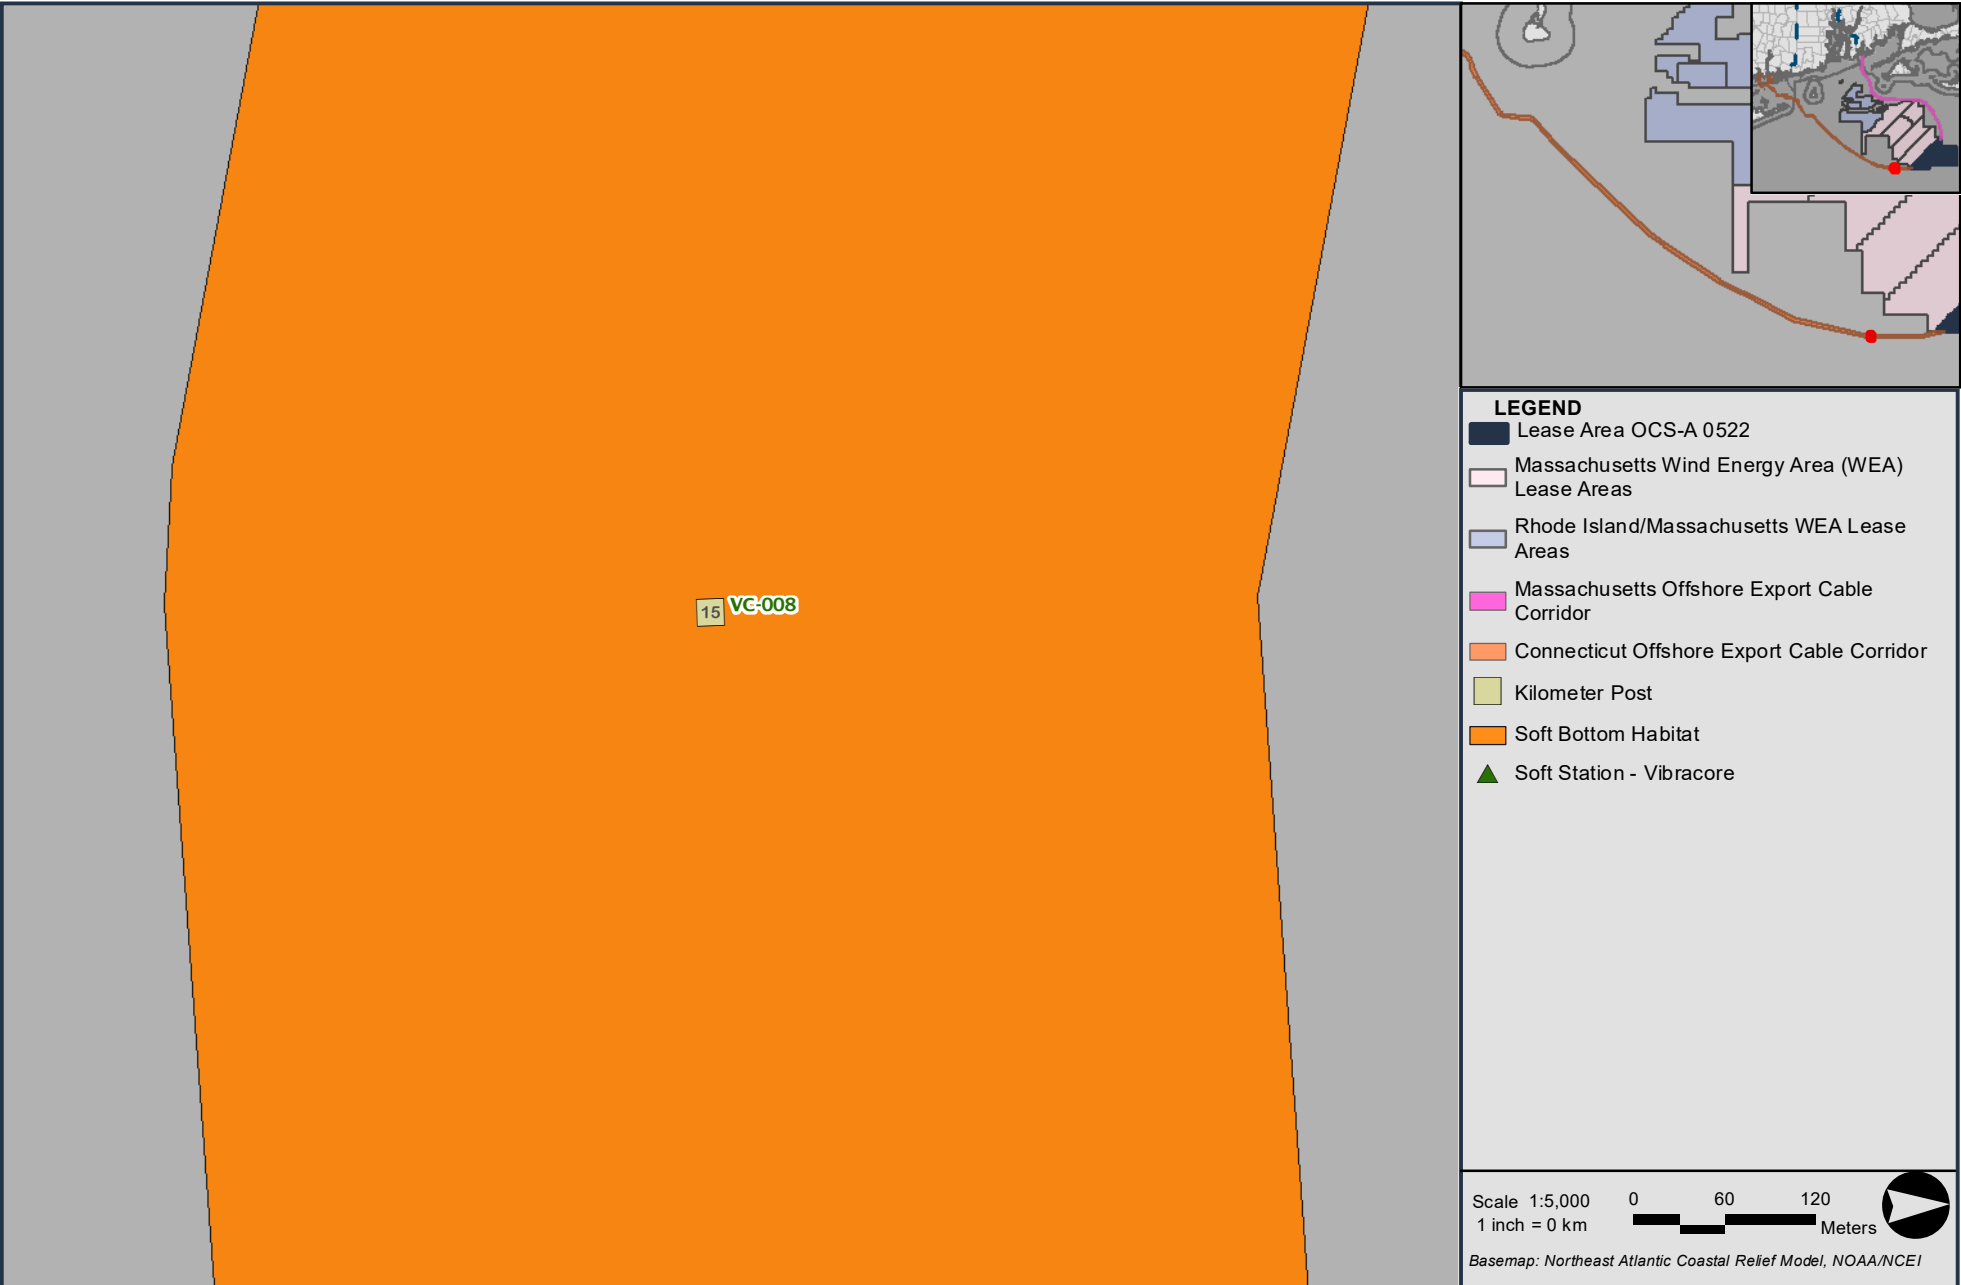 15 VC-008
LEGEND
Lease Area OCS-A 0522
Massachusetts Wind Energy Area (WEA)
Lease Areas
Rhode Island/Massachusetts WEA Lease
Areas
Massachusetts Offshore Export Cable
Corridor
Connecticut Offshore Export Cable Corridor
Kilometer Post
Soft Bottom Habitat
Soft Station - Vibracore
Scale 1:5,000
1 inch = 0 km
0 60 120
Meters
Basemap: Northeast Atlantic Coastal Relief Model, NOAA/NCEI